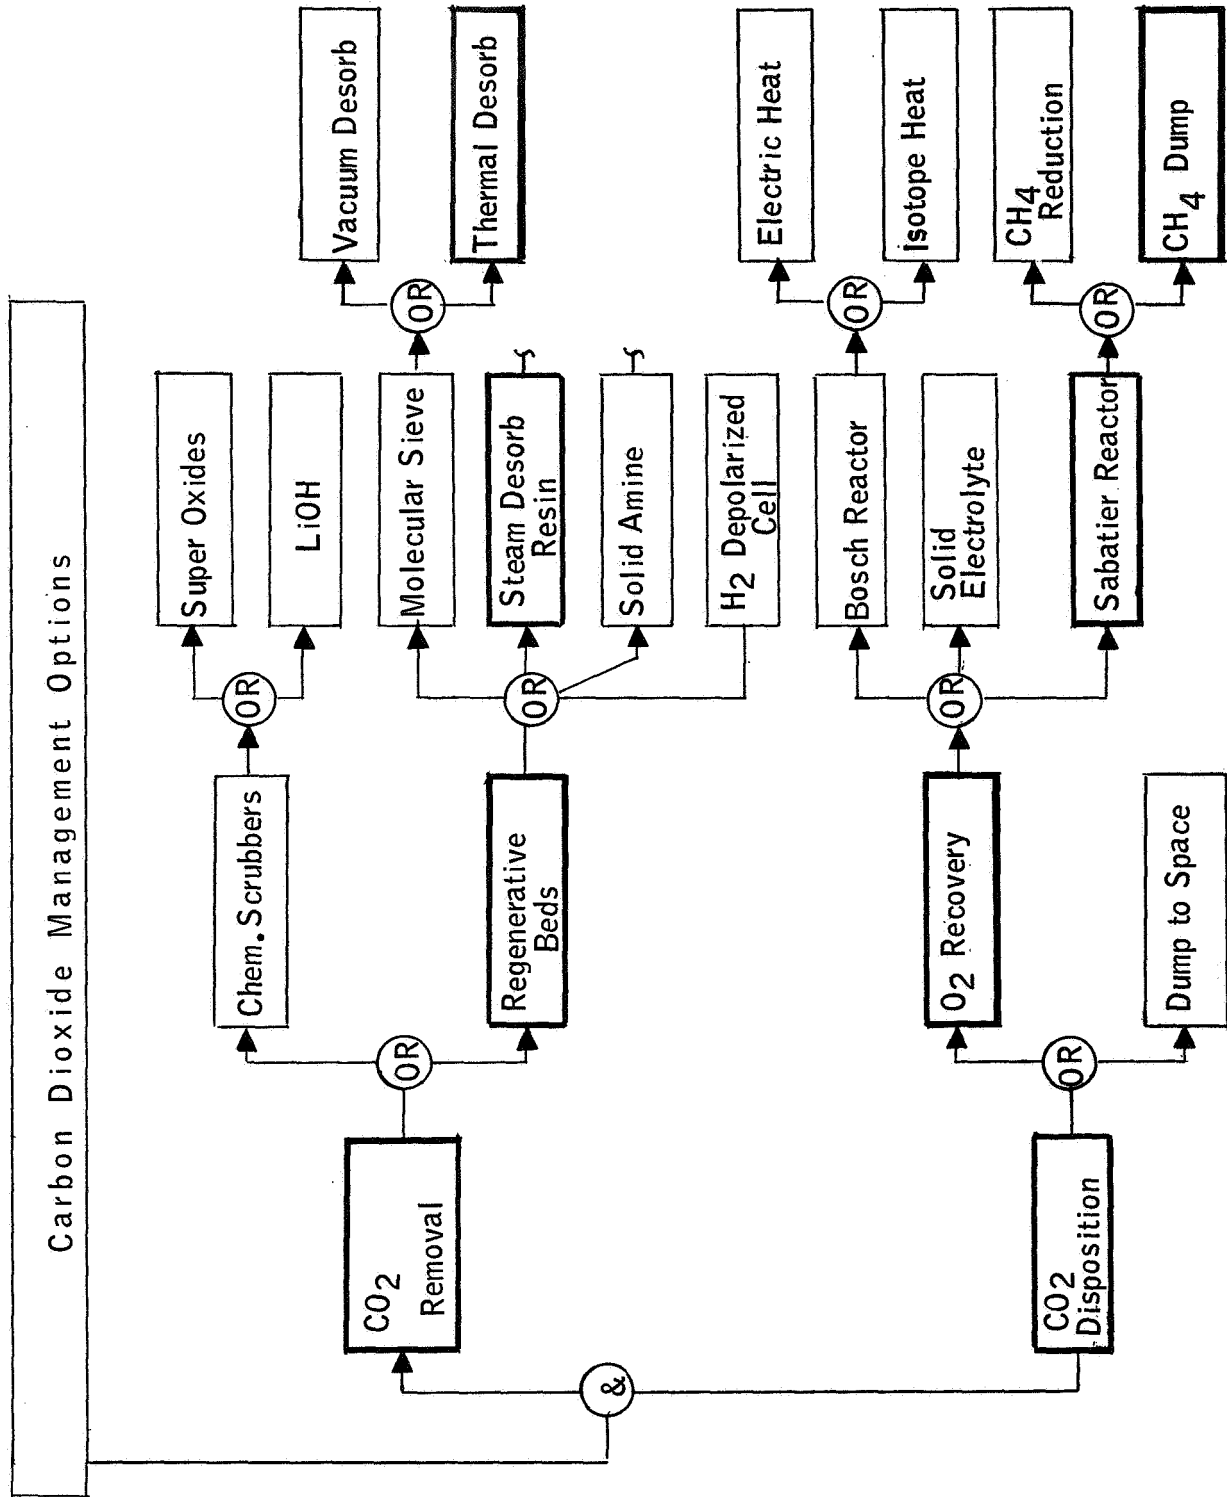 Carbon Dioxide Management Options
&
CO2
Removal
OR
Chem. Scrubbers
OR
Super Oxides
LiOH
Regenerative
Beds
OR
Molecular Sieve
OR
Vacuum Desorb
Thermal Desorb
Steam Desorb
Resin
Solid Amine
H2 Depolarized
Cell
CO2
Disposition
OR
O2 Recovery
OR
Bosch Reactor
OR
Electric Heat
Isotope Heat
Solid
Electrolyte
Sabatier Reactor
OR
CH4
Reduction
CH4 Dump
Dump to Space